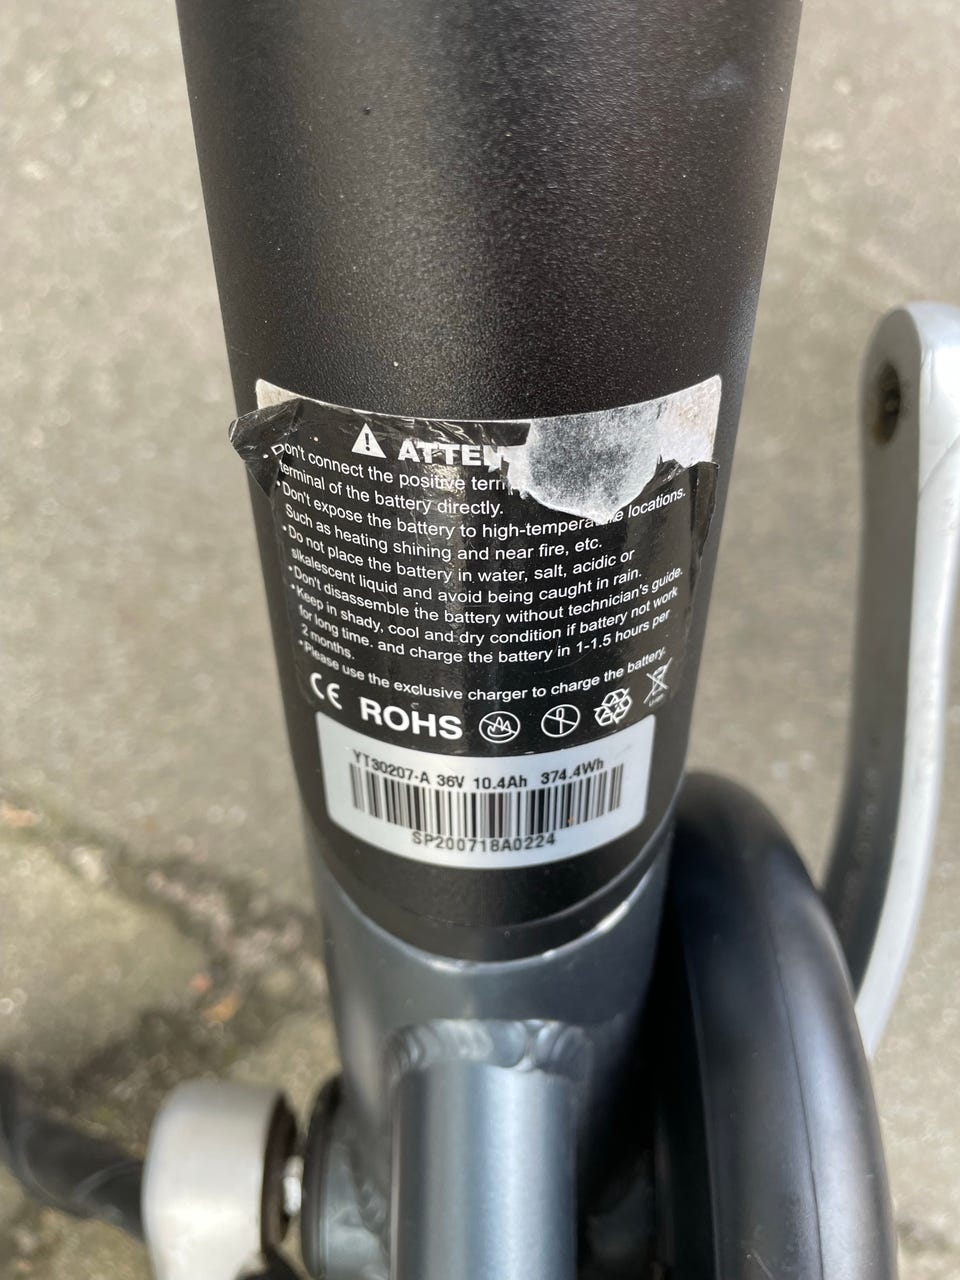 ATTEN
• Don't connect the positive term
terminal of the battery directly.
• Don't expose the battery to high-tempera e locations.
Such as heating shining and near fire, etc.
• Do not place the battery in water, salt, acidic or
slkalescent liquid and avoid being caught in rain.
• Don't disassemble the battery without technician's guide.
• Keep in shady, cool and dry condition if battery not work
for long time. and charge the battery in 1-1.5 hours per
2 months.
• Please use the exclusive charger to charge the battery.
CE ROHS
YT30207-A 36V 10.4Ah 374.4Wh
SP200718A0224